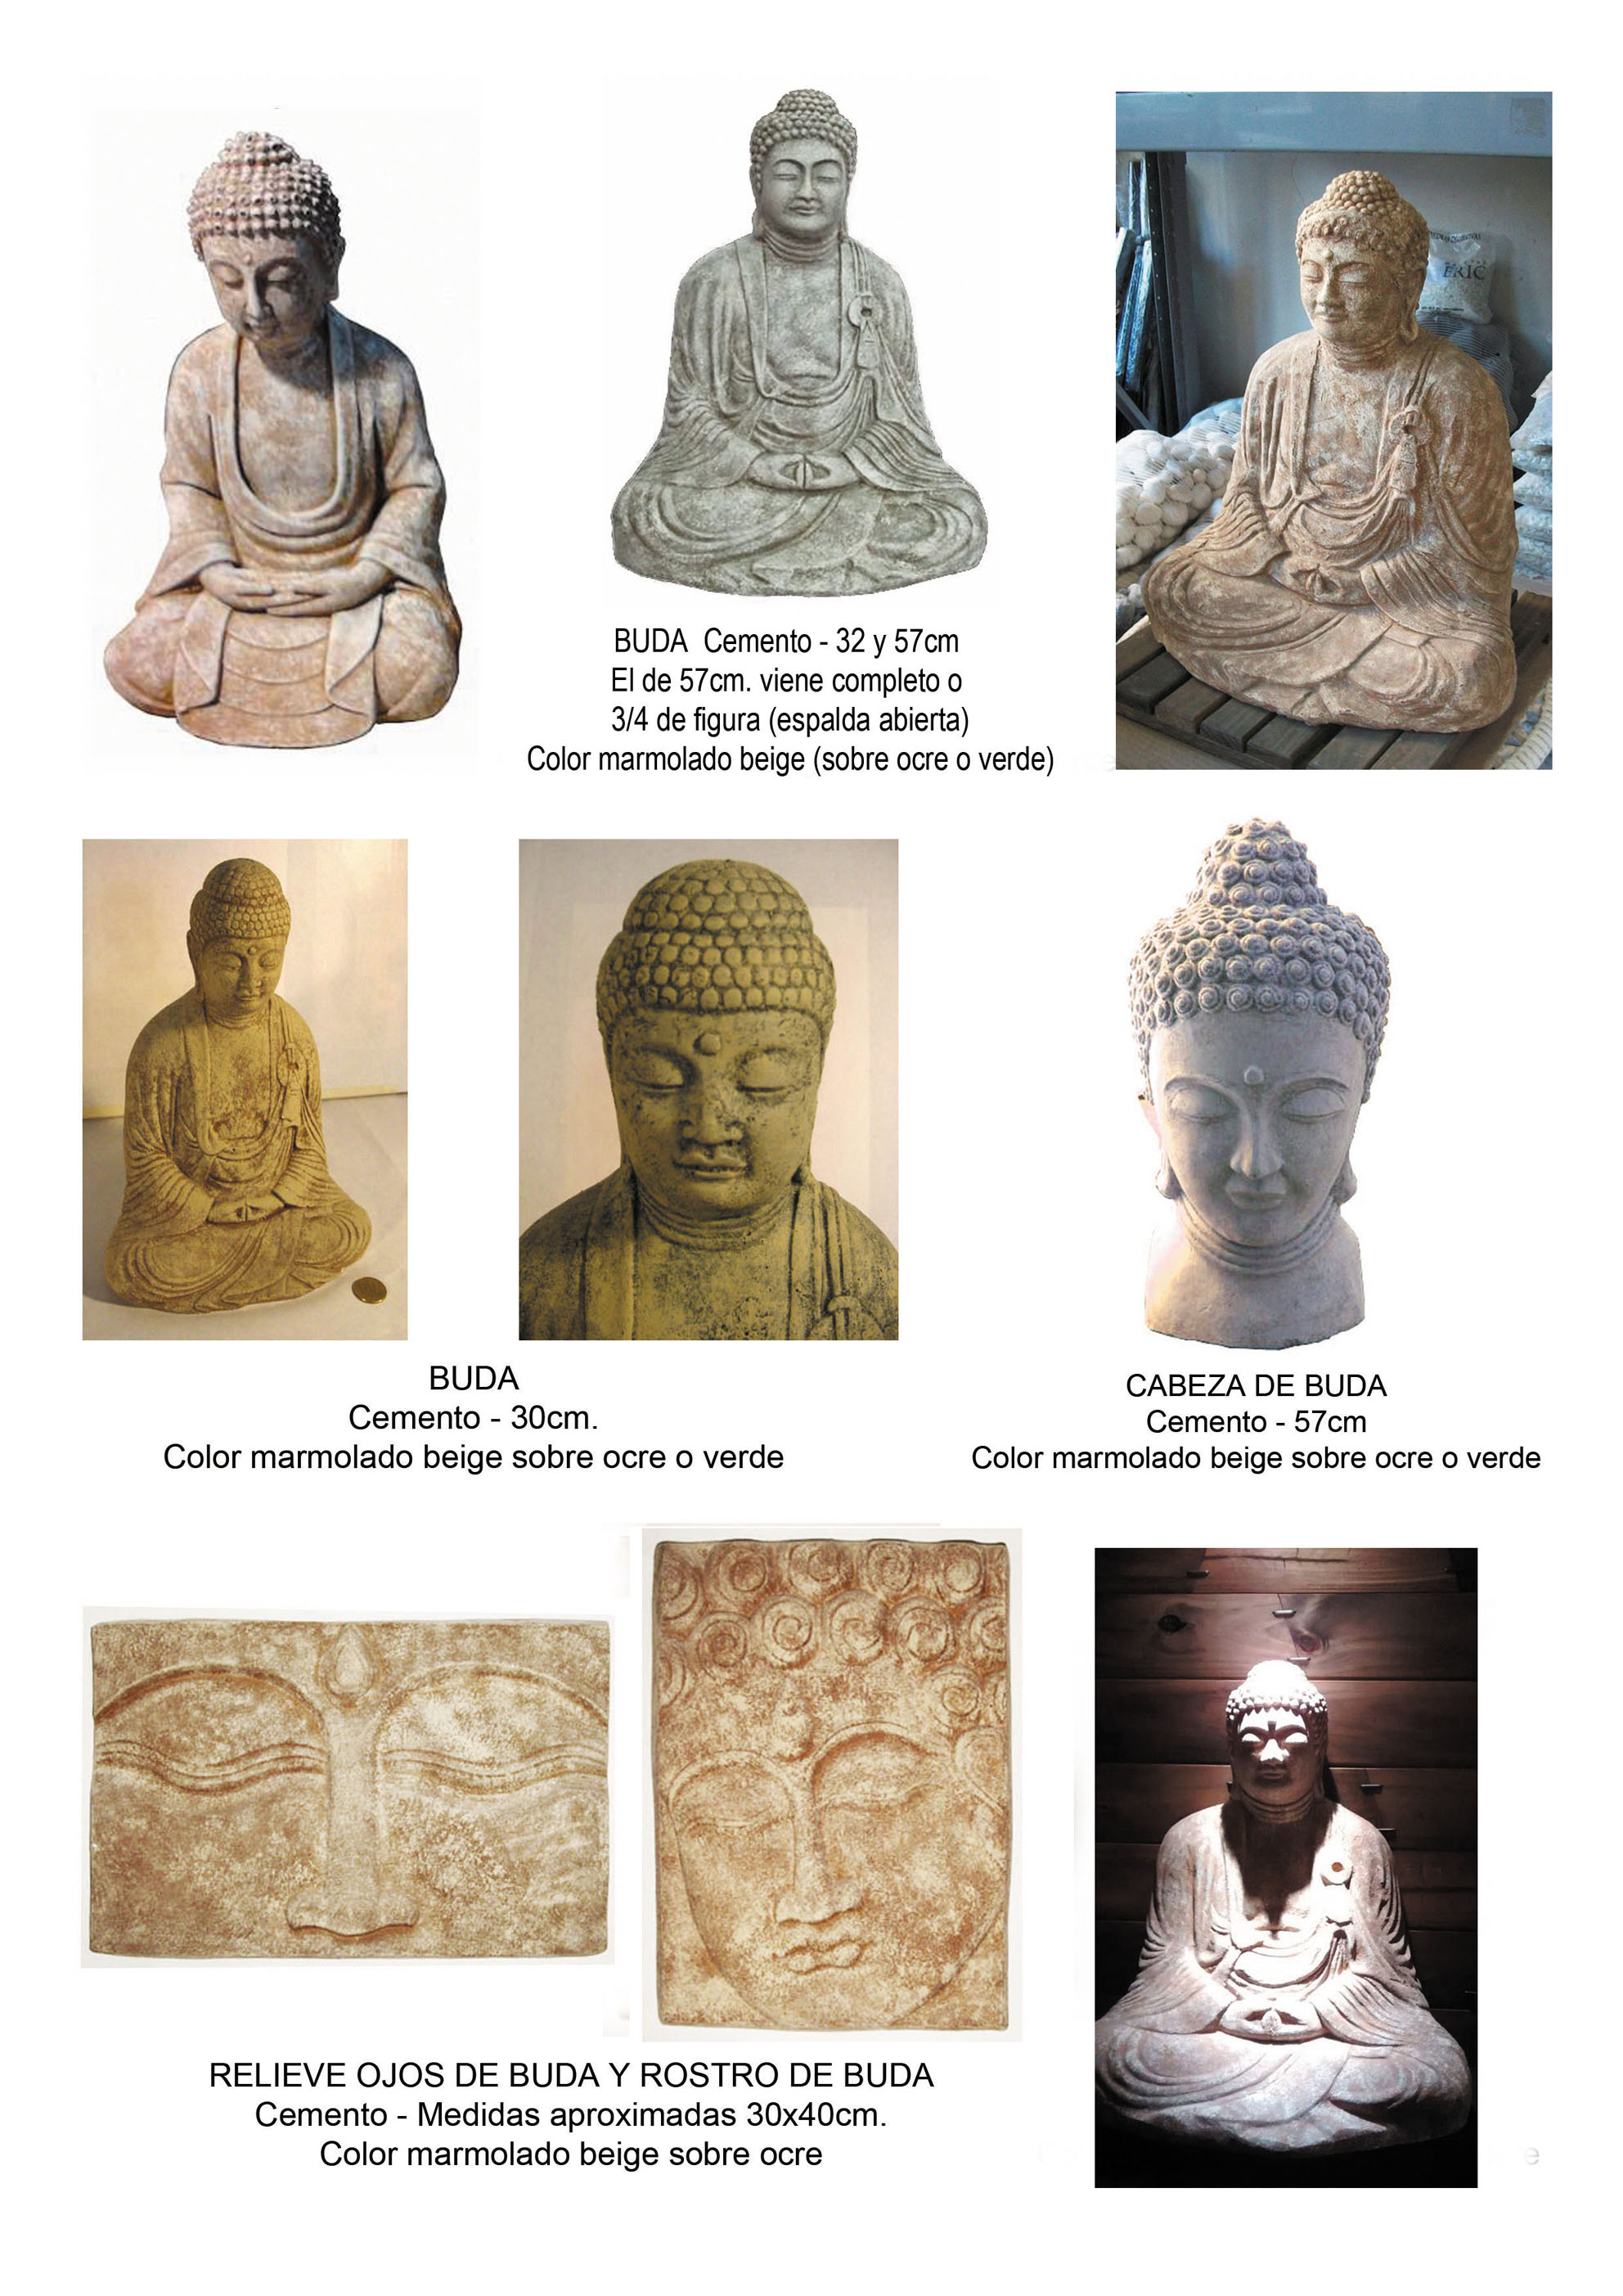 ERIC
BUDA  Cemento - 32 y 57cm
El de 57cm. viene completo o
3/4 de figura (espalda abierta)
Color marmolado beige (sobre ocre o verde)
BUDA
Cemento - 30cm.
Color marmolado beige sobre ocre o verde
CABEZA DE BUDA
Cemento - 57cm
Color marmolado beige sobre ocre o verde
RELIEVE OJOS DE BUDA Y ROSTRO DE BUDA
Cemento - Medidas aproximadas 30x40cm.
Color marmolado beige sobre ocre
e